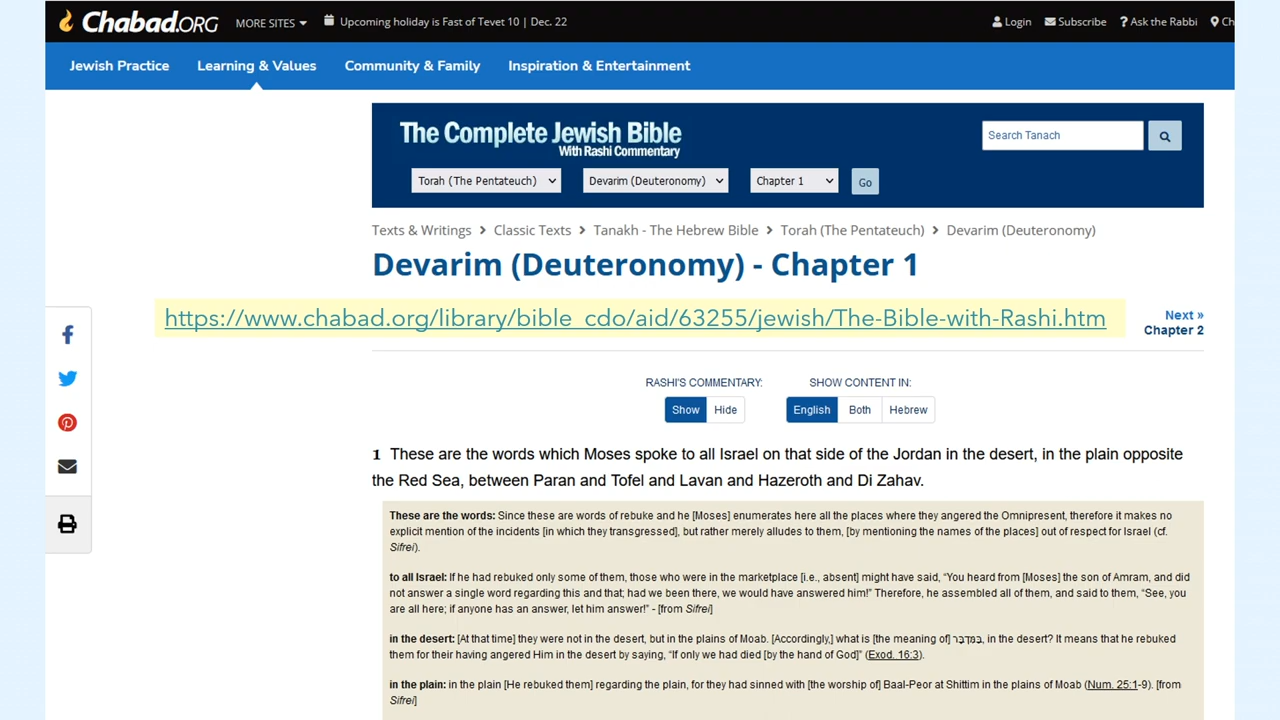 Chabad.ORG MORE SITES Upcoming holiday is Fast of Tevet 10 | Dec. 22 Login Subscribe Ask the Rabbi Ch
Jewish Practice Learning & Values Community & Family Inspiration & Entertainment
The Complete Jewish Bible
With Rashi Commentary
Search Tanach
Torah (The Pentateuch) Devarim (Deuteronomy) Chapter 1 Go
Texts & Writings > Classic Texts > Tanakh - The Hebrew Bible > Torah (The Pentateuch) > Devarim (Deuteronomy)
Devarim (Deuteronomy) - Chapter 1
https://www.chabad.org/library/bible_cdo/aid/63255/jewish/The-Bible-with-Rashi.htm
Next »
Chapter 2
RASHI'S COMMENTARY: SHOW CONTENT IN:
Show Hide English Both Hebrew
1 These are the words which Moses spoke to all Israel on that side of the Jordan in the desert, in the plain opposite
the Red Sea, between Paran and Tofel and Lavan and Hazeroth and Di Zahav.
These are the words: Since these are words of rebuke and he [Moses] enumerates here all the places where they angered the Omnipresent, therefore it makes no
explicit mention of the incidents [in which they transgressed], but rather merely alludes to them, [by mentioning the names of the places] out of respect for Israel (cf.
Sifrei).
to all Israel: If he had rebuked only some of them, those who were in the marketplace [i.e., absent] might have said, “You heard from [Moses] the son of Amram, and did
not answer a single word regarding this and that; had we been there, we would have answered him!” Therefore, he assembled all of them, and said to them, “See, you
are all here; if anyone has an answer, let him answer!” - [from Sifrei]
in the desert: [At that time] they were not in the desert, but in the plains of Moab. [Accordingly,] what is [the meaning of] בַּמִּדְבָּר, in the desert? It means that he rebuked
them for their having angered Him in the desert by saying, “If only we had died [by the hand of God]” (Exod. 16:3).
in the plain: in the plain [He rebuked them] regarding the plain, for they had sinned with [the worship of] Baal-Peor at Shittim in the plains of Moab (Num. 25:1-9). [from
Sifrei]